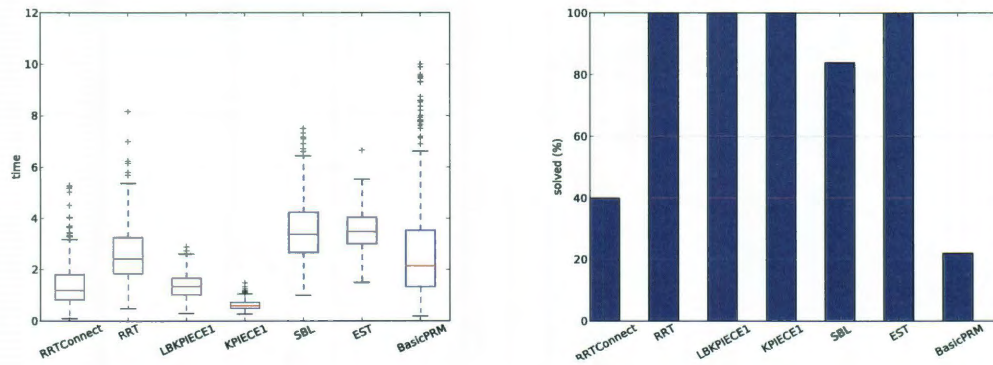 12
10
8
6
4
2
0
time
RRTConnect
RRT
LBKPIECE1
KPIECE1
SBL
EST
BasicPRM
100
80
60
40
20
0
solved (%)
RRTConnect
RRT
LBKPIECE1
KPIECE1
SBL
EST
BasicPRM